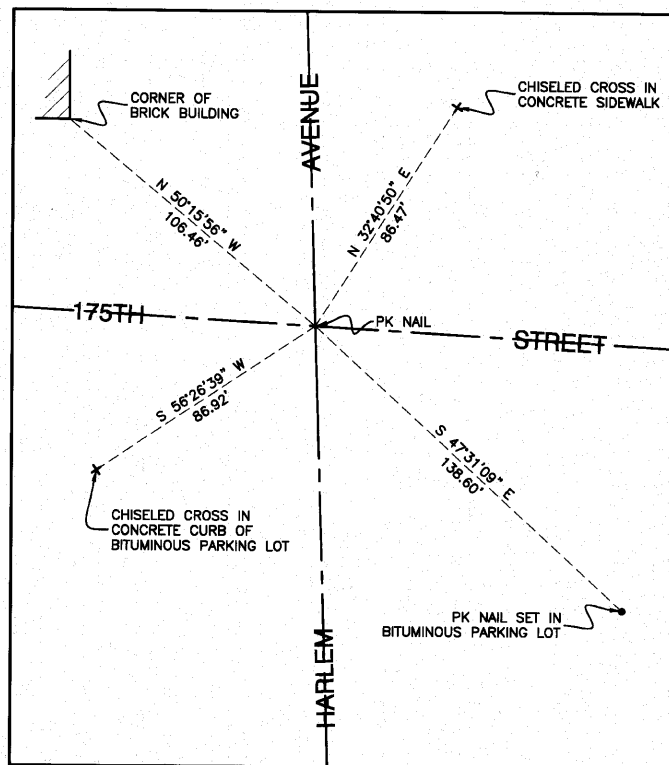 CORNER OF
BRICK BUILDING
AVENUE
CHISELED CROSS IN
CONCRETE SIDEWALK
N 50°15'56" W
106.46'
N 32°40'50" E
86.47'
175TH
PK NAIL
STREET
S 56°26'39" W
86.92'
S 47°31'09" E
138.60'
CHISELED CROSS IN
CONCRETE CURB OF
BITUMINOUS PARKING LOT
PK NAIL SET IN
BITUMINOUS PARKING LOT
HARLEM